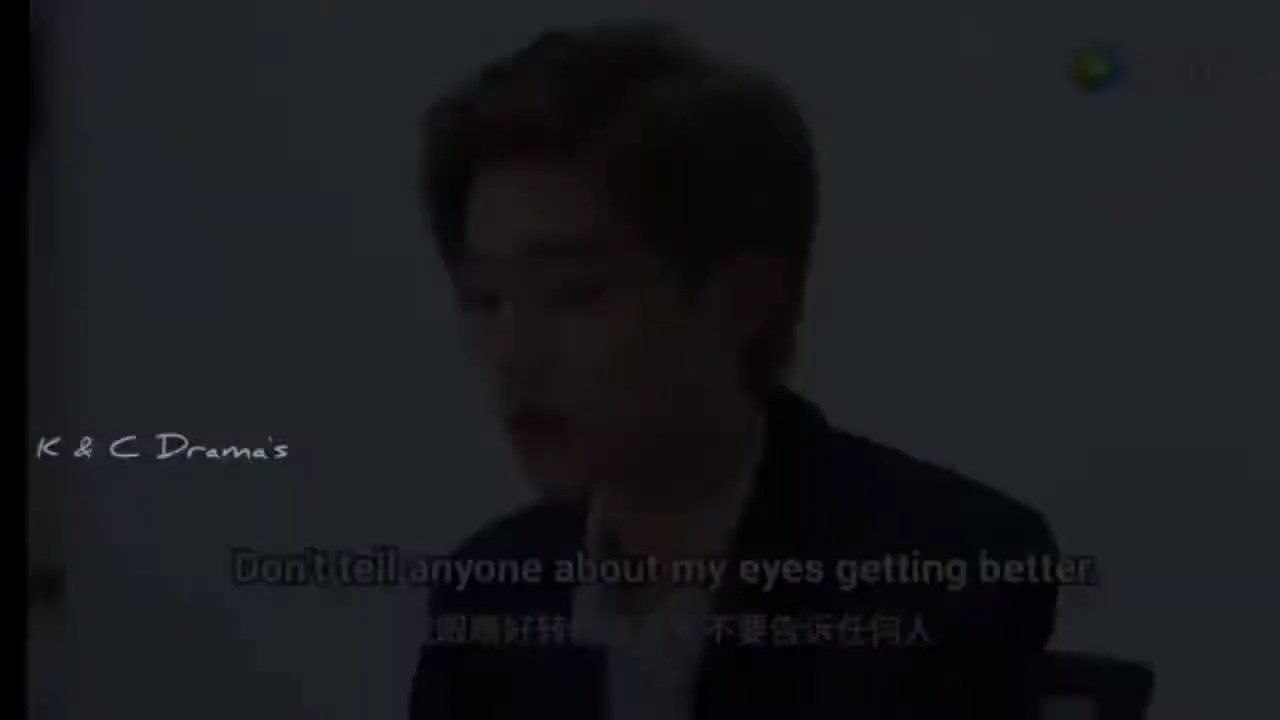 K & C Drama's
Don't tell anyone about my eyes getting better.
眼睛好转 不要告诉任何人